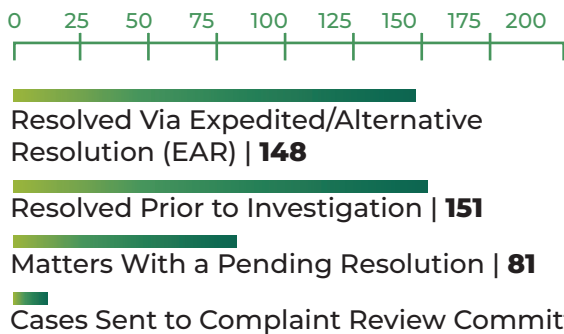 0 25 50 75 100 125 150 175 200
Resolved Via Expedited/Alternative
Resolution (EAR) | 148
Resolved Prior to Investigation | 151
Matters With a Pending Resolution | 81
Cases Sent to Complaint Review